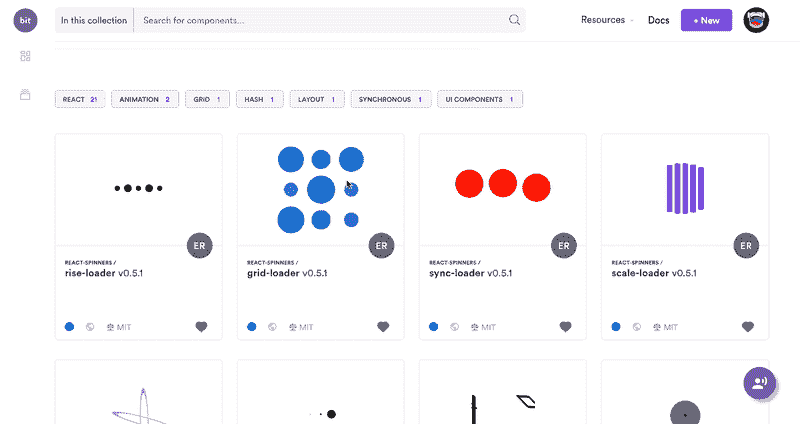 bit
In this collection
Search for components...
Resources
Docs
+ New
REACT 21
ANIMATION 2
GRID 1
HASH 1
LAYOUT 1
SYNCHRONOUS 1
UI COMPONENTS 1
ER
ER
ER
ER
REACT-SPINNERS /
rise-loader v0.5.1
REACT-SPINNERS /
grid-loader v0.5.1
REACT-SPINNERS /
sync-loader v0.5.1
REACT-SPINNERS /
scale-loader v0.5.1
MIT
MIT
MIT
MIT